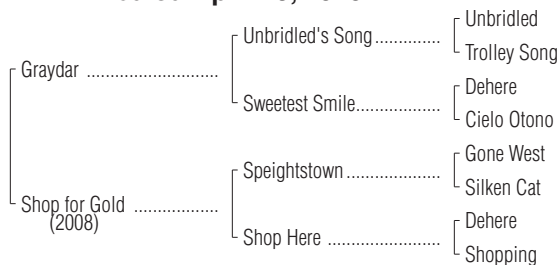 Unbridled
Unbridled's Song
Trolley Song
Graydar
Dehere
Sweetest Smile
Cielo Otono
Gone West
Speightstown
Silken Cat
Shop for Gold
(2008)
Dehere
Shop Here
Shopping